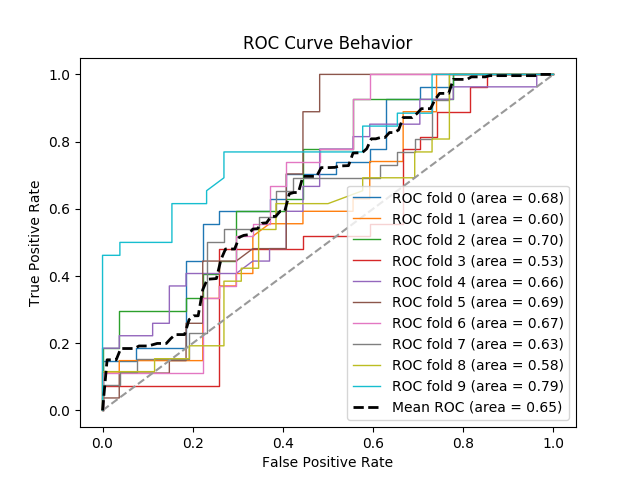 ROC Curve Behavior
True Positive Rate
1.0
0.8
0.6
0.4
0.2
0.0
ROC fold 0 (area = 0.68)
ROC fold 1 (area = 0.60)
ROC fold 2 (area = 0.70)
ROC fold 3 (area = 0.53)
ROC fold 4 (area = 0.66)
ROC fold 5 (area = 0.69)
ROC fold 6 (area = 0.67)
ROC fold 7 (area = 0.63)
ROC fold 8 (area = 0.58)
ROC fold 9 (area = 0.79)
Mean ROC (area = 0.65)
0.0 0.2 0.4 0.6 0.8 1.0
False Positive Rate